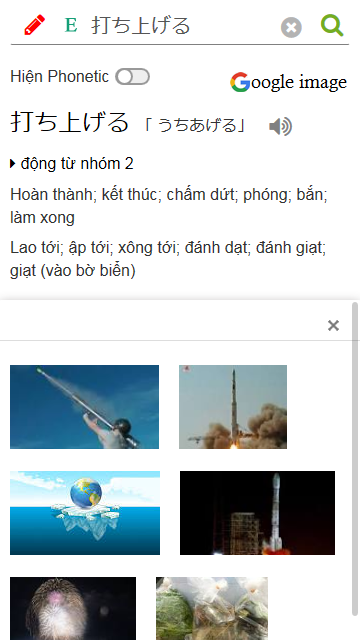 E 打ち上げる
Hiện Phonetic
Google image
打ち上げる 「 うちあげる」
động từ nhóm 2
Hoàn thành; kết thúc; chấm dứt; phóng; bắn;
làm xong
Lao tới; ập tới; xông tới; đánh dạt; đánh giạt;
giạt (vào bờ biển)